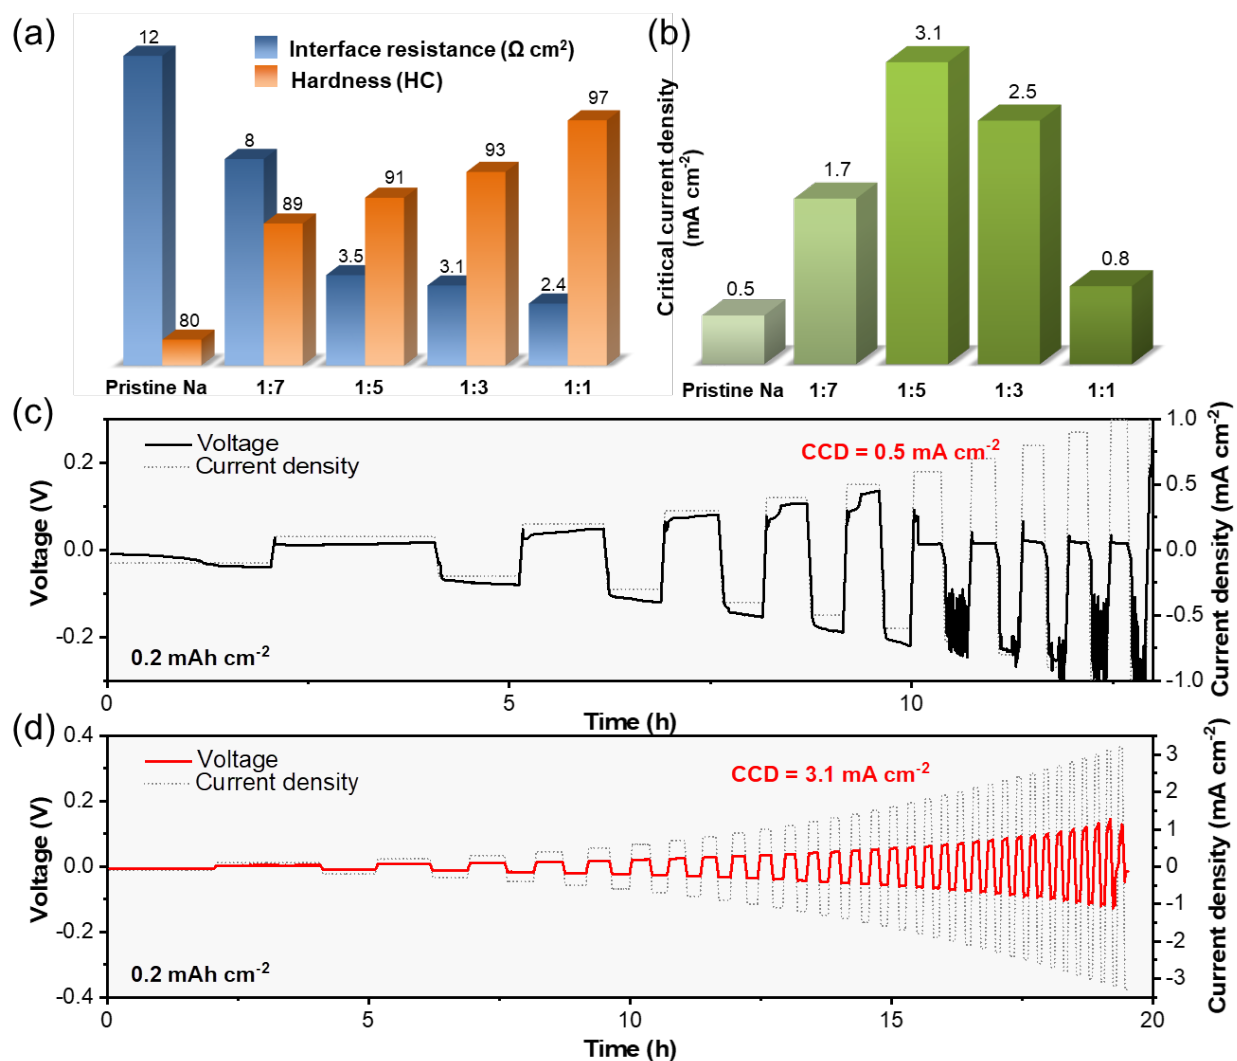 (a)
Interface resistance (Ω cm²)
Hardness (HC)
12
80
8
89
3.5
91
3.1
93
2.4
97
Pristine Na 1:7 1:5 1:3 1:1
(b)
Critical current density
(mA cm⁻²)
0.5
1.7
3.1
2.5
0.8
Pristine Na 1:7 1:5 1:3 1:1
(c)
Voltage
Current density
CCD = 0.5 mA cm⁻²
0.2 mAh cm⁻²
Voltage (V)
0.2
0.0
-0.2
Current density (mA cm⁻²)
1.0
0.5
0.0
-0.5
-1.0
0 5 10
Time (h)
(d)
Voltage
Current density
CCD = 3.1 mA cm⁻²
0.2 mAh cm⁻²
Voltage (V)
0.4
0.2
0.0
-0.2
-0.4
Current density (mA cm⁻²)
3
2
1
0
-1
-2
-3
0 5 10 15 20
Time (h)